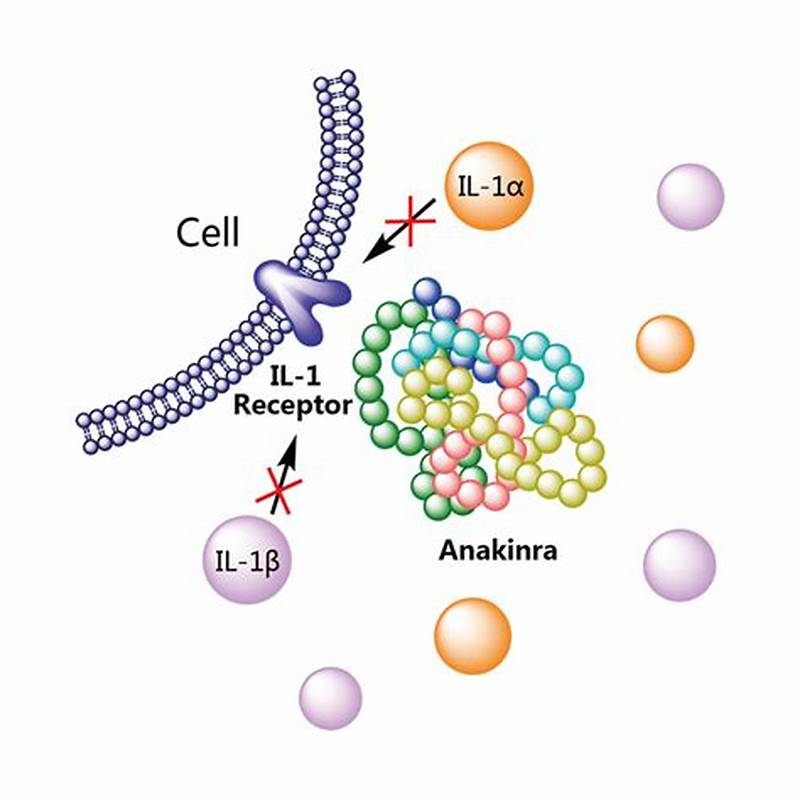 IL-1α
Cell
IL-1
Receptor
Anakinra
IL-1β